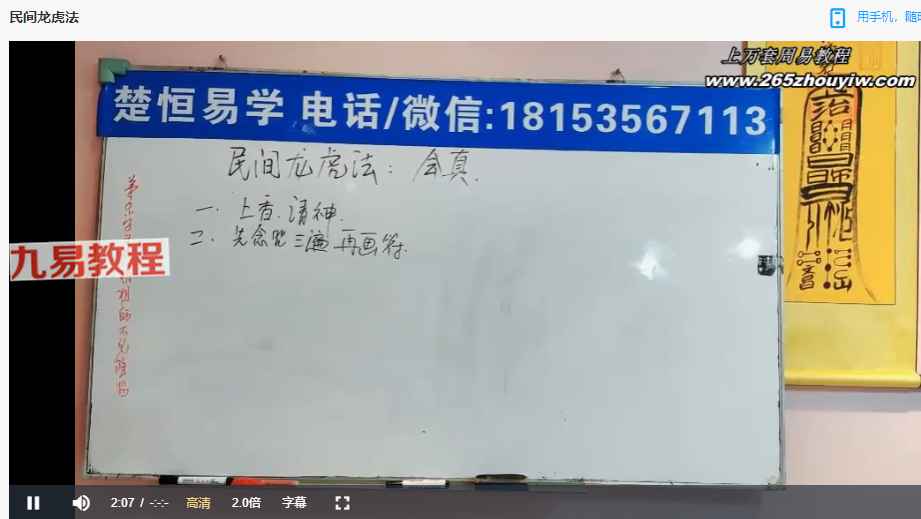 民间龙虎法
用手机，随时
上万套周易教程
www.265zhouyiw.com
楚恒易学 电话/微信:18153567113
民间龙虎法：会真.
一. 上香. 请神.
二. 先念咒三遍 再画符.
九易教程
文昌
2:07 / -:-:- 高清 2.0倍 字幕